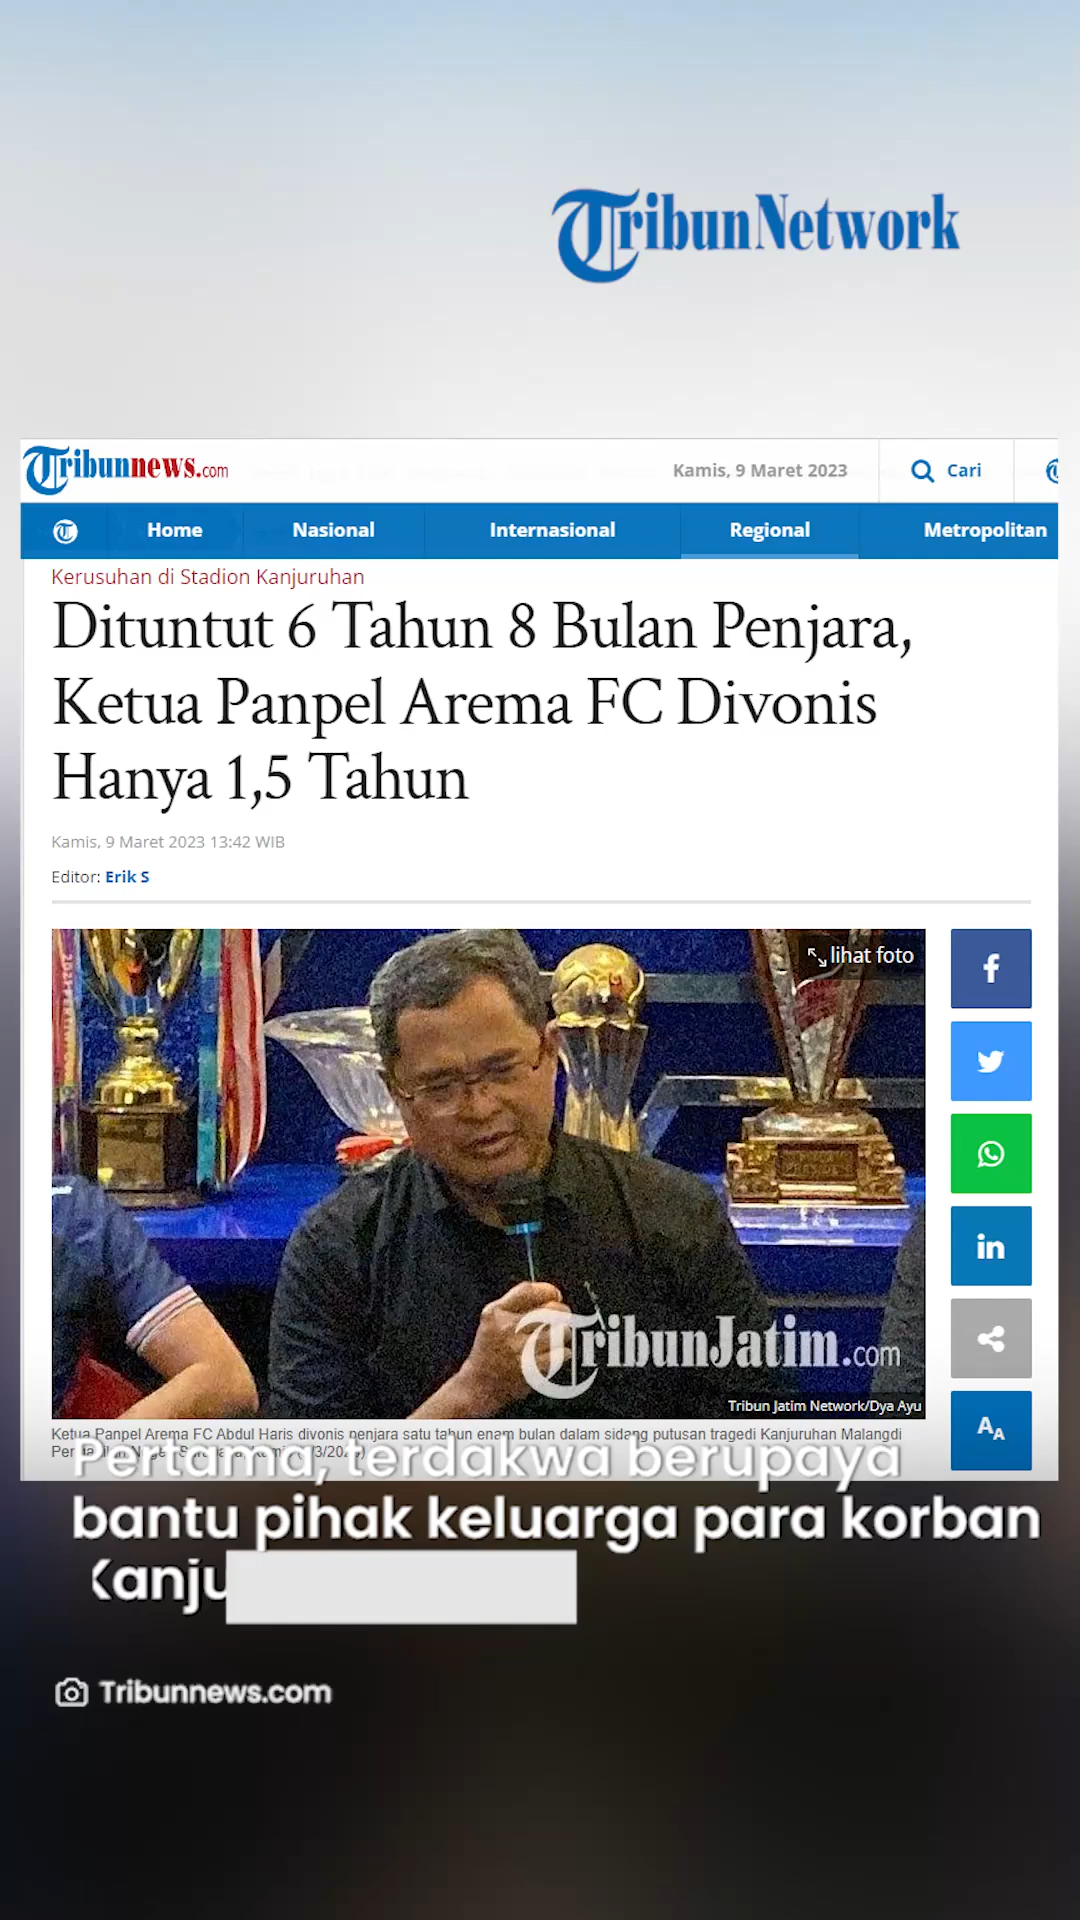 TribunNetwork
Tribunnews.com
Kamis, 9 Maret 2023
Cari
Home Nasional Internasional Regional Metropolitan
Kerusuhan di Stadion Kanjuruhan
Dituntut 6 Tahun 8 Bulan Penjara,
Ketua Panpel Arema FC Divonis
Hanya 1,5 Tahun
Kamis, 9 Maret 2023 13:42 WIB
Editor: Erik S
lihat foto
TribunJatim.com
Tribun Jatim Network/Dya Ayu
Ketua Panpel Arema FC Abdul Haris divonis penjara satu tahun enam bulan dalam sidang putusan tragedi Kanjuruhan Malangdi
Pertama, terdakwa berupaya
bantu pihak keluarga para korban
Kanju
Tribunnews.com